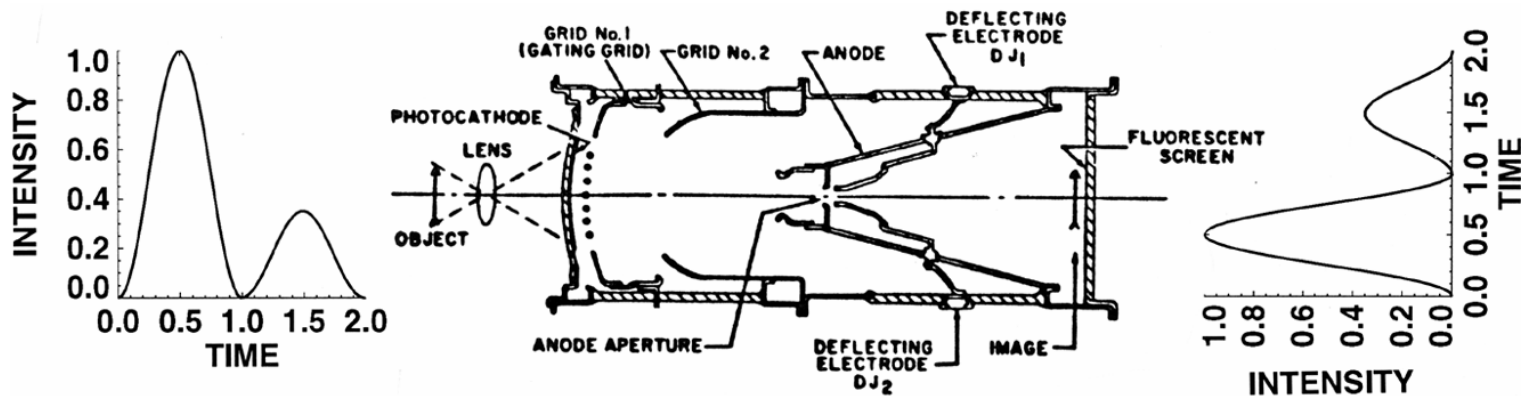 INTENSITY
1.0
0.8
0.6
0.4
0.2
0.0
0.0 0.5 1.0 1.5 2.0
TIME
GRID No.1
(GATING GRID)
GRID No.2
PHOTOCATHODE
LENS
OBJECT
ANODE
DEFLECTING
ELECTRODE
DJ1
FLUORESCENT
SCREEN
ANODE APERTURE
DEFLECTING
ELECTRODE
DJ2
IMAGE
2.0
1.5
1.0
0.5
0.0
TIME
1.0 0.8 0.6 0.4 0.2 0.0
INTENSITY